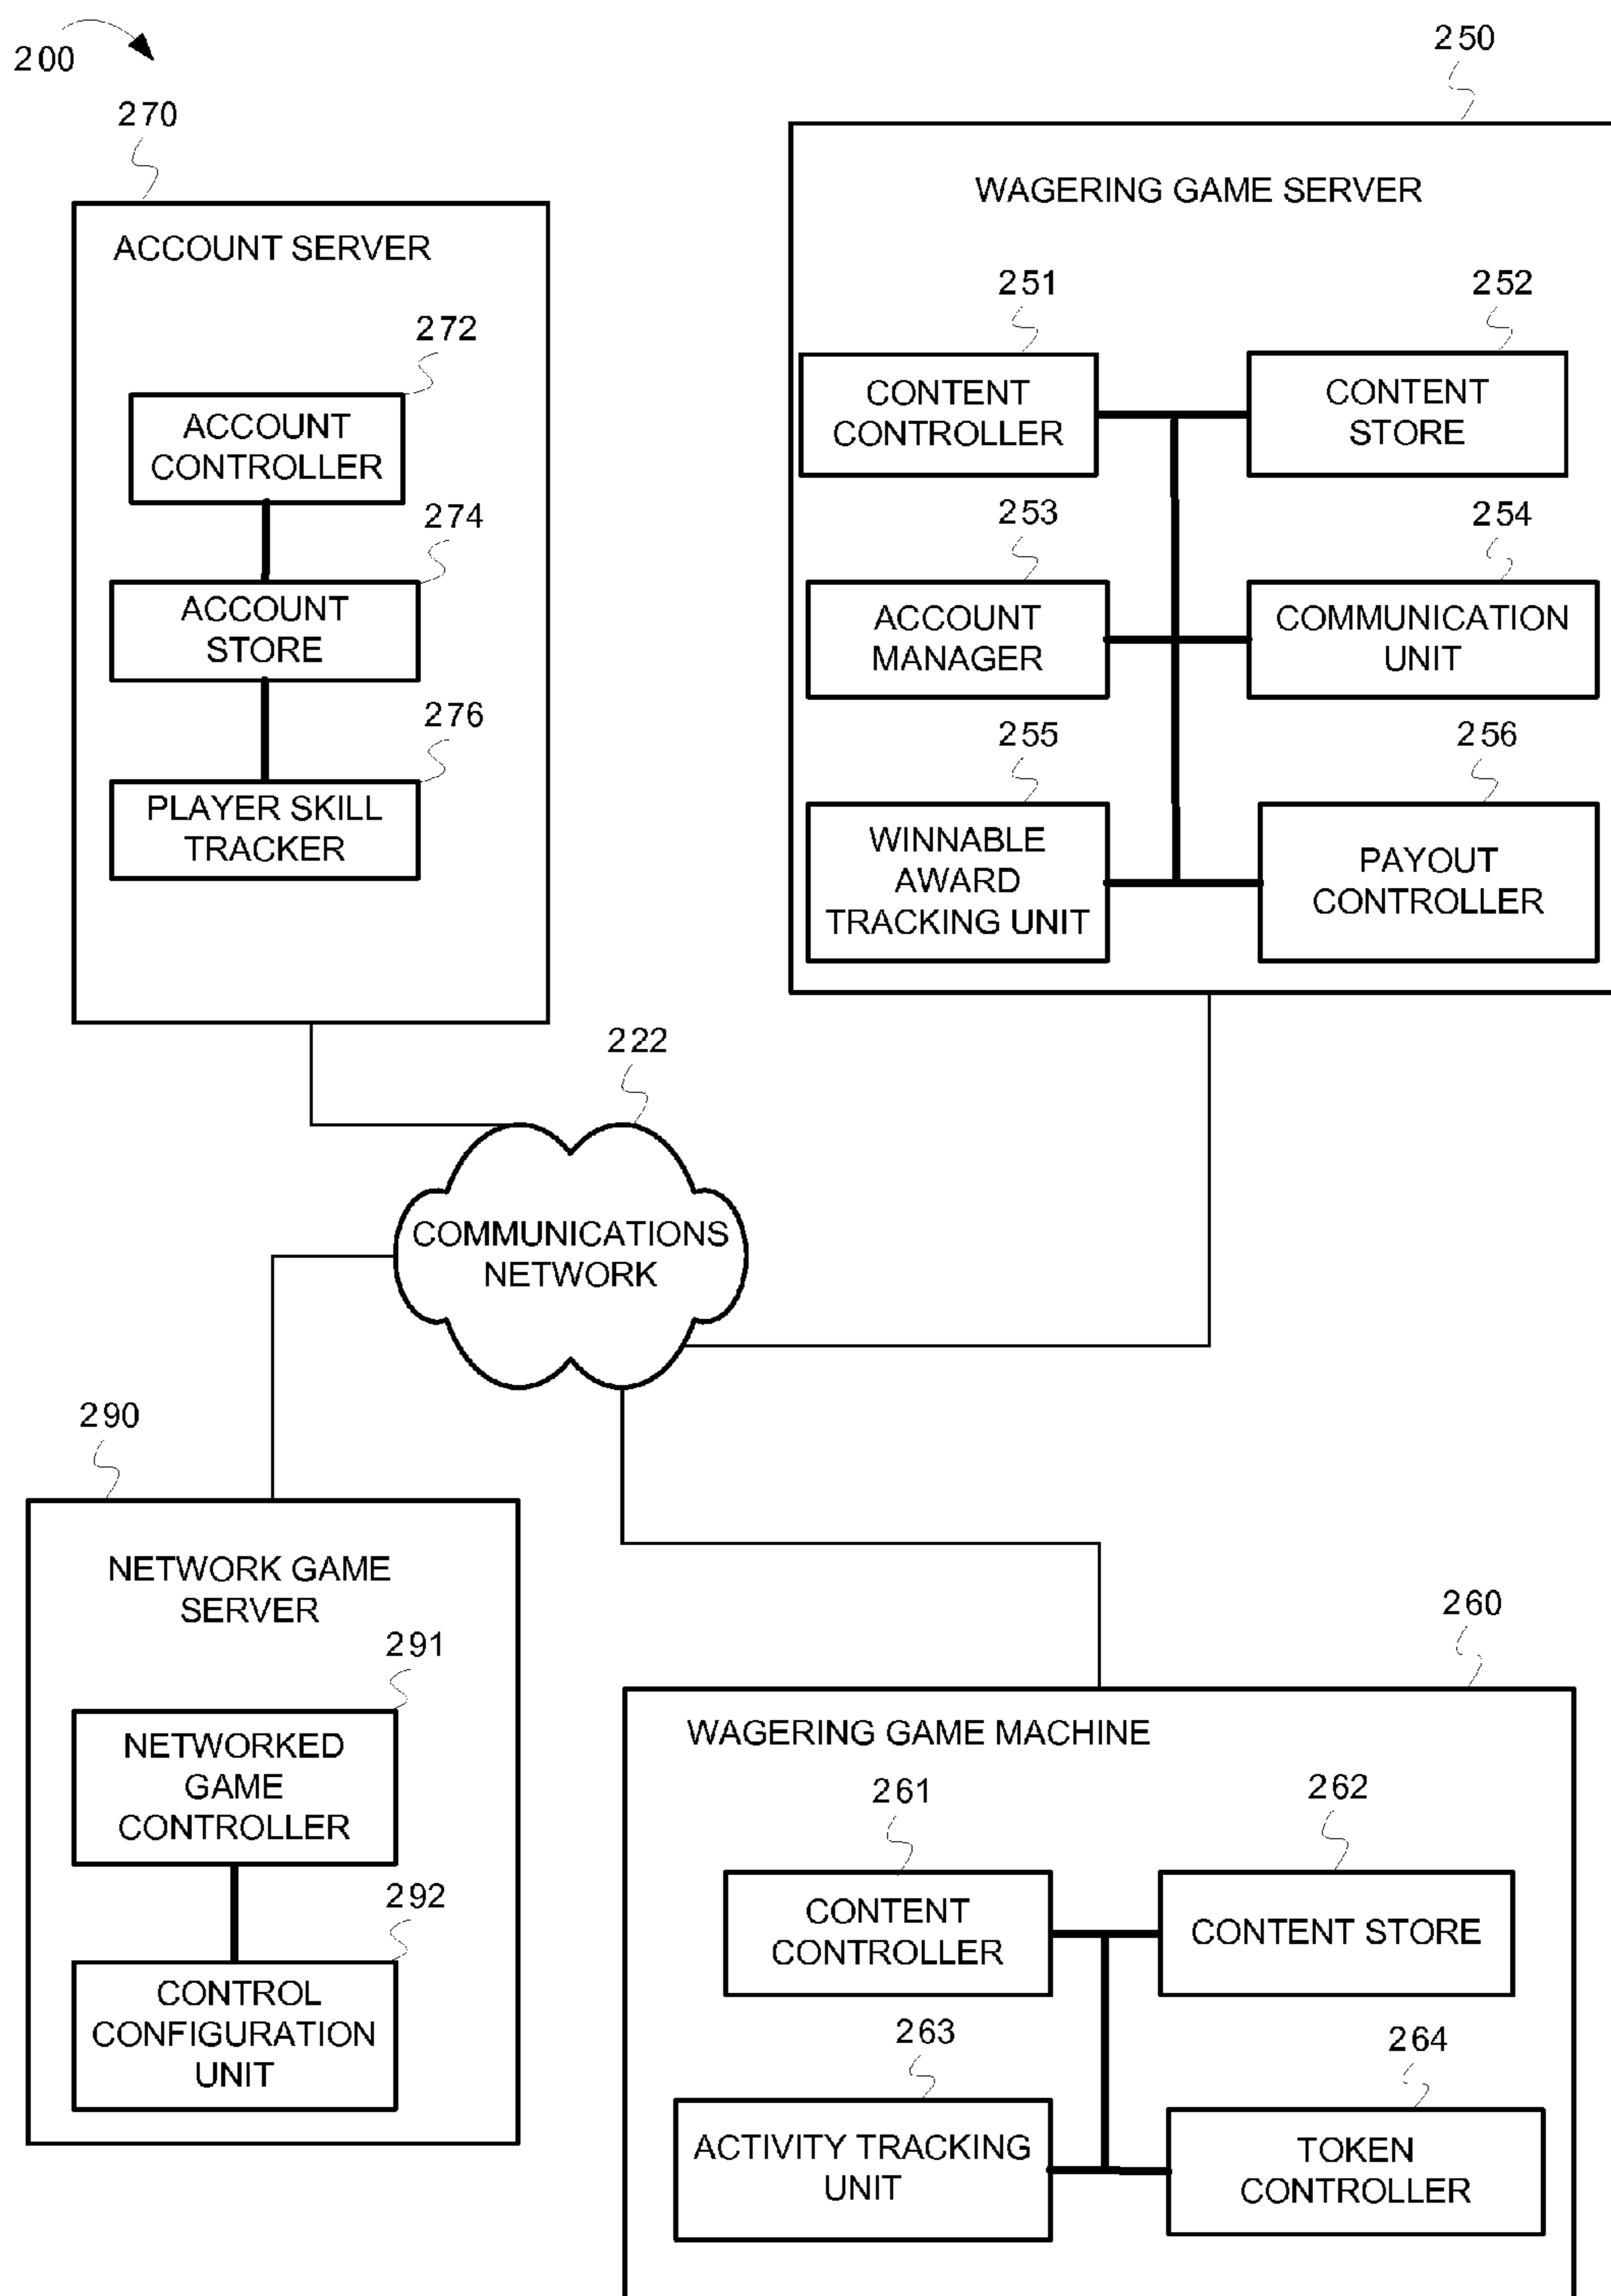 200
270
ACCOUNT SERVER
272
ACCOUNT
CONTROLLER
274
ACCOUNT
STORE
276
PLAYER SKILL
TRACKER
250
WAGERING GAME SERVER
251
CONTENT
CONTROLLER
252
CONTENT
STORE
253
ACCOUNT
MANAGER
254
COMMUNICATION
UNIT
255
WINNABLE
AWARD
TRACKING UNIT
256
PAYOUT
CONTROLLER
222
COMMUNICATIONS
NETWORK
290
NETWORK GAME
SERVER
291
NETWORKED
GAME
CONTROLLER
292
CONTROL
CONFIGURATION
UNIT
260
WAGERING GAME MACHINE
261
CONTENT
CONTROLLER
262
CONTENT STORE
263
ACTIVITY TRACKING
UNIT
264
TOKEN
CONTROLLER